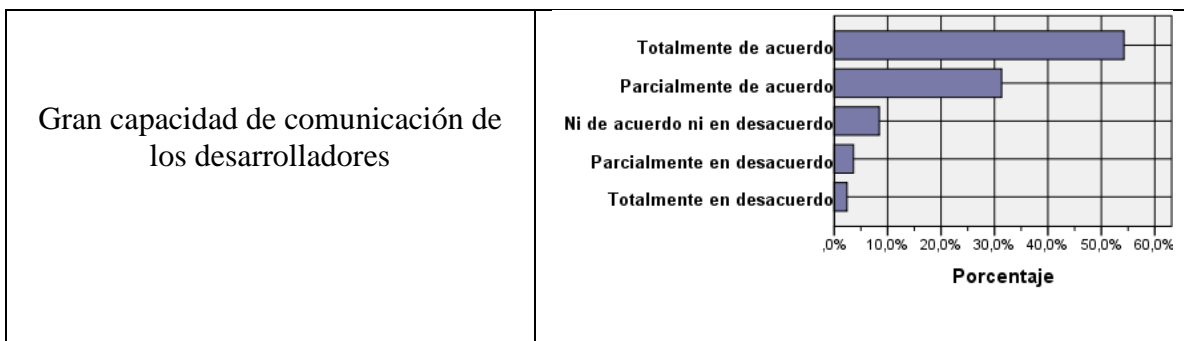 Gran capacidad de comunicación de
los desarrolladores
Totalmente de acuerdo
Parcialmente de acuerdo
Ni de acuerdo ni en desacuerdo
Parcialmente en desacuerdo
Totalmente en desacuerdo
,0% 10,0% 20,0% 30,0% 40,0% 50,0% 60,0%
Porcentaje